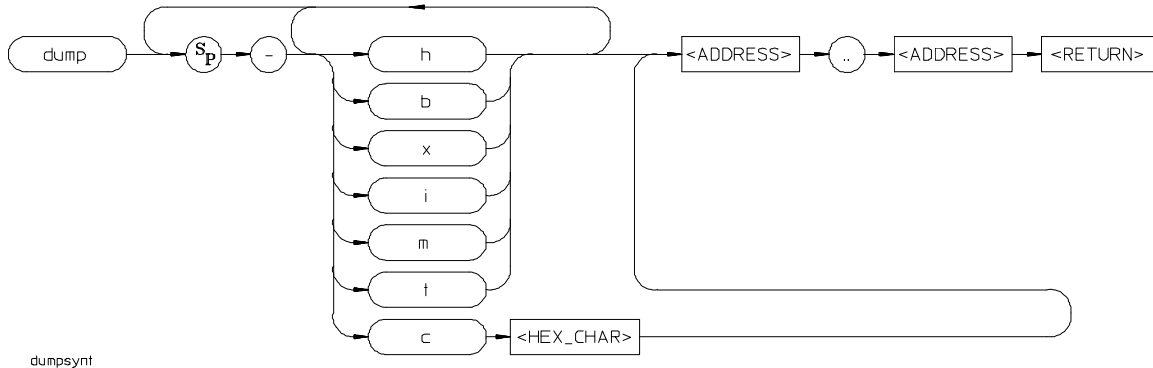 dump Sp - h <ADDRESS> .. <ADDRESS> <RETURN>
b
x
i
m
t
c <HEX_CHAR>
dumpsynt